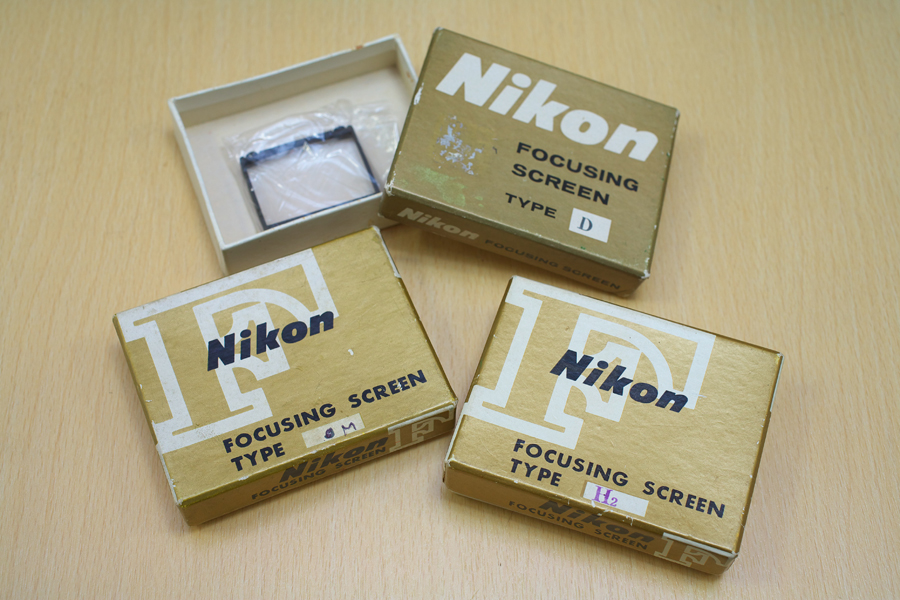 Nikon
FOCUSING
SCREEN
TYPE D
Nikon FOCUSING SCREEN
F
Nikon
FOCUSING SCREEN
TYPE M
Nikon F
FOCUSING SCREEN
F
Nikon
FOCUSING SCREEN
TYPE H2
Nikon F
FOCUSING SCREEN